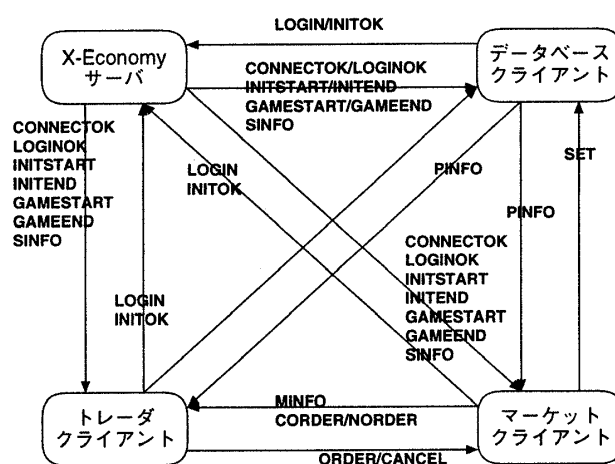 LOGIN/INITOK
X-Economy
サーバ
データベース
クライアント
CONNECTOK/LOGINOK
INITSTART/INITEND
GAMESTART/GAMEEND
SINFO
CONNECTOK
LOGINOK
INITSTART
INITEND
GAMESTART
GAMEEND
SINFO
LOGIN
INITOK
PINFO
SET
PINFO
CONNECTOK
LOGINOK
INITSTART
INITEND
GAMESTART
GAMEEND
SINFO
LOGIN
INITOK
トレーダ
クライアント
MINFO
CORDER/NORDER
マーケット
クライアント
ORDER/CANCEL